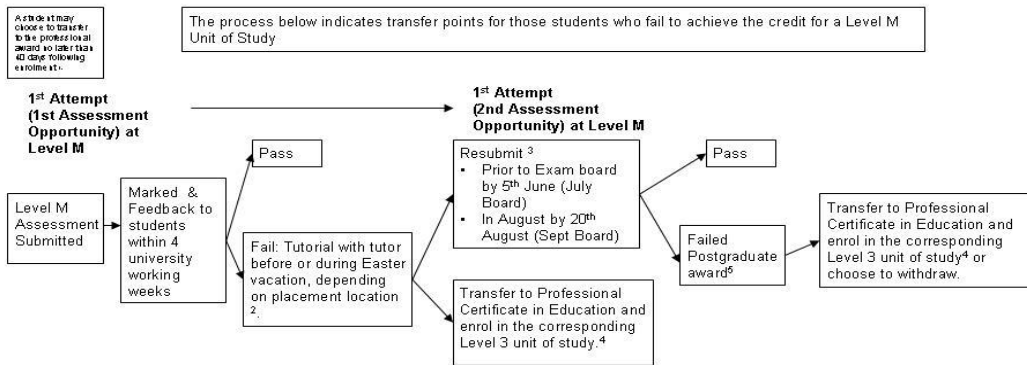 A student may
choose to transfer
to the professional
award no later than
40 days following
enrolment
The process below indicates transfer points for those students who fail to achieve the credit for a Level M
Unit of Study
1st Attempt
(1st Assessment
Opportunity) at
Level M
1st Attempt
(2nd Assessment
Opportunity) at Level M
Level M
Assessment
Submitted
Marked &
Feedback to
students
within 4
university
working
weeks
Pass
Fail: Tutorial with tutor
before or during Easter
vacation, depending
on placement location
2.
Resubmit 3
▪ Prior to Exam board
by 5th June (July
Board)
▪ In August by 20th
August (Sept Board)
Transfer to Professional
Certificate in Education and
enrol in the corresponding
Level 3 unit of study.4
Pass
Failed
Postgraduate
award5
Transfer to Professional
Certificate in Education and
enrol in the corresponding
Level 3 unit of study4 or
choose to withdraw.